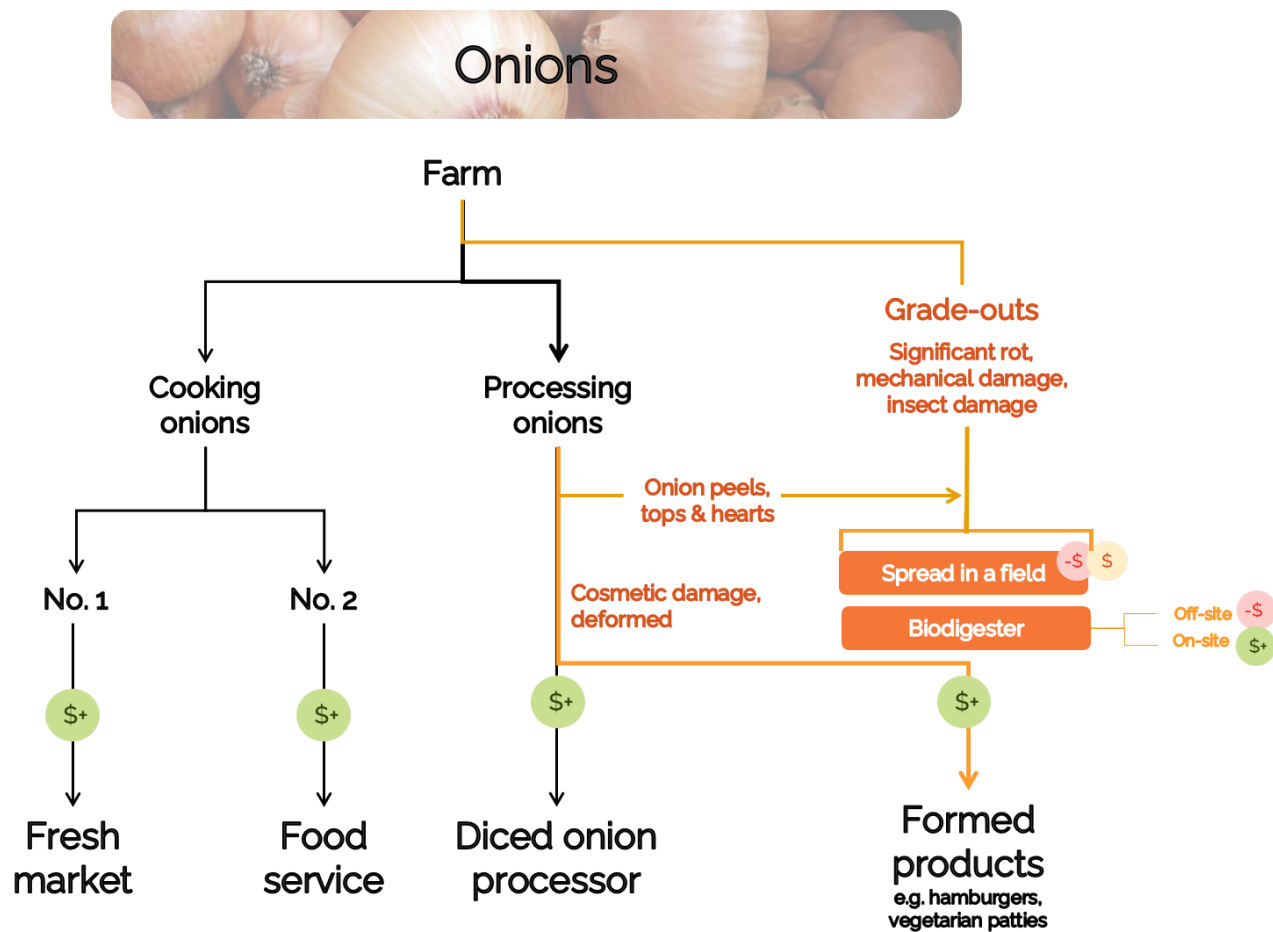 Onions
Farm
Grade-outs
Significant rot,
mechanical damage,
insect damage
Cooking
onions
Processing
onions
Onion peels,
tops & hearts
Spread in a field
-$ $
Biodigester
Off-site -$
On-site $+
Cosmetic damage,
deformed
No. 1
No. 2
$+
$+
$+
$+
Fresh
market
Food
service
Diced onion
processor
Formed
products
e.g. hamburgers,
vegetarian patties